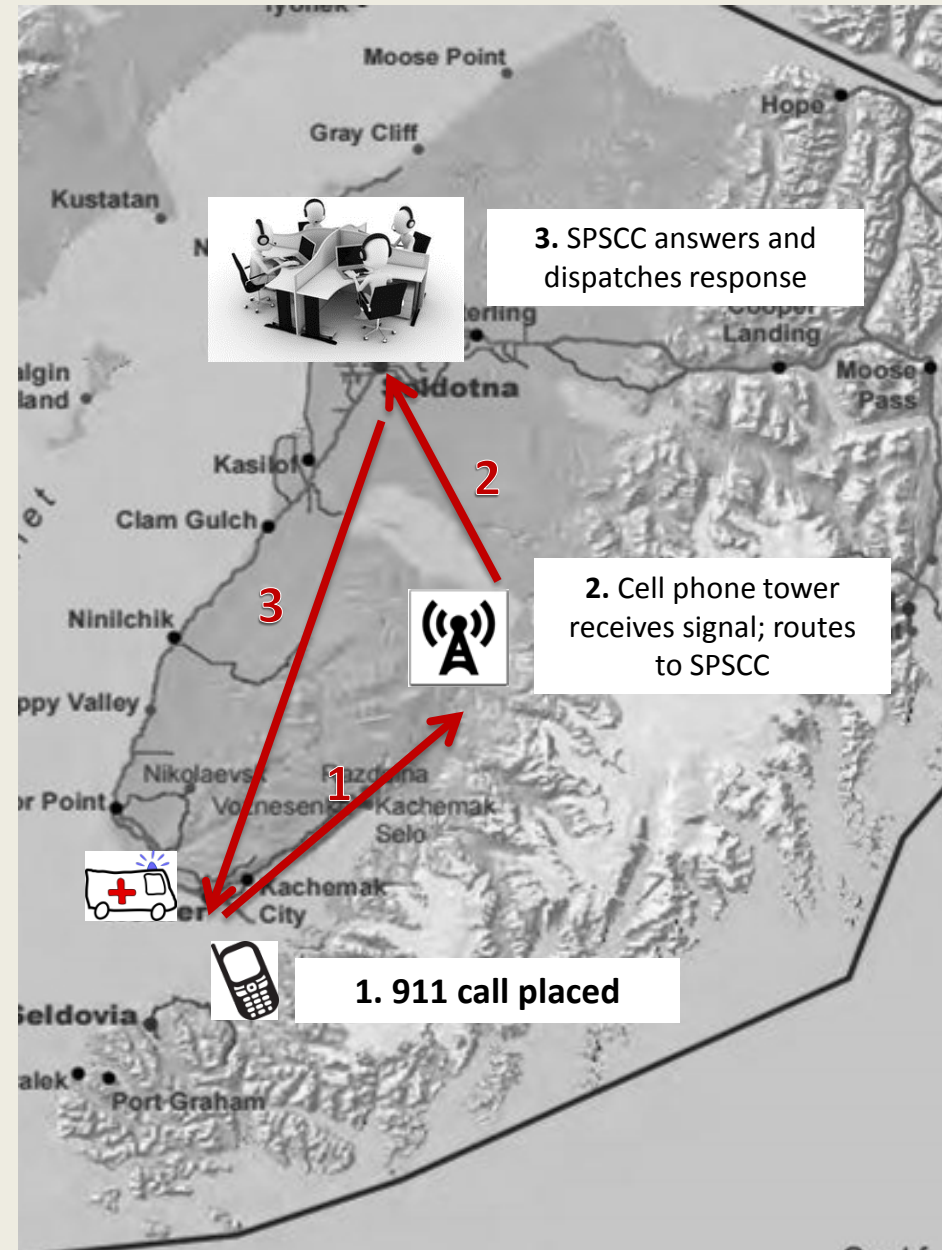 Moose Point
Hope
Gray Cliff
Kustatan
3. SPSCC answers and
dispatches response
Cooper
Landing
Moose
Pass
Kasilof
2
Clam Gulch
2. Cell phone tower
receives signal; routes
to SPSCC
3
Ninilchik
Nikolaevsk
1
Kachemak
Selo
Kachemak
City
1. 911 call placed
Seldovia
Port Graham